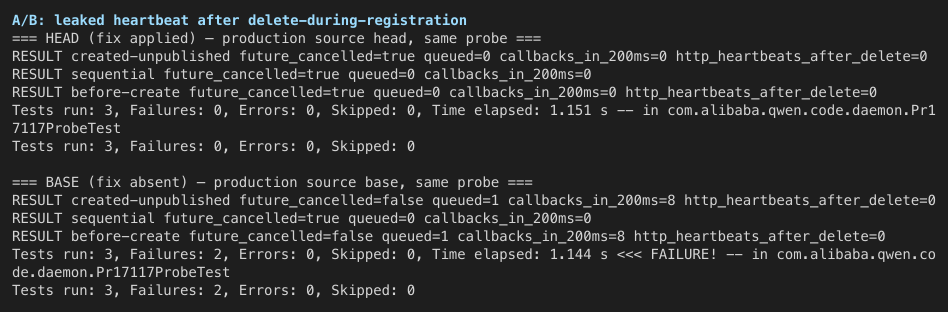 A/B: leaked heartbeat after delete-during-registration
=== HEAD (fix applied) — production source head, same probe ===
RESULT created-unpublished future_cancelled=true queued=0 callbacks_in_200ms=0 http_heartbeats_after_delete=0
RESULT sequential future_cancelled=true queued=0 callbacks_in_200ms=0
RESULT before-create future_cancelled=true queued=0 callbacks_in_200ms=0 http_heartbeats_after_delete=0
Tests run: 3, Failures: 0, Errors: 0, Skipped: 0, Time elapsed: 1.151 s -- in com.alibaba.qwen.code.daemon.Pr1
7117ProbeTest
Tests run: 3, Failures: 0, Errors: 0, Skipped: 0

=== BASE (fix absent) — production source base, same probe ===
RESULT created-unpublished future_cancelled=false queued=1 callbacks_in_200ms=8 http_heartbeats_after_delete=0
RESULT sequential future_cancelled=true queued=0 callbacks_in_200ms=0
RESULT before-create future_cancelled=false queued=1 callbacks_in_200ms=8 http_heartbeats_after_delete=0
Tests run: 3, Failures: 2, Errors: 0, Skipped: 0, Time elapsed: 1.144 s <<< FAILURE! -- in com.alibaba.qwen.co
de.daemon.Pr17117ProbeTest
Tests run: 3, Failures: 2, Errors: 0, Skipped: 0